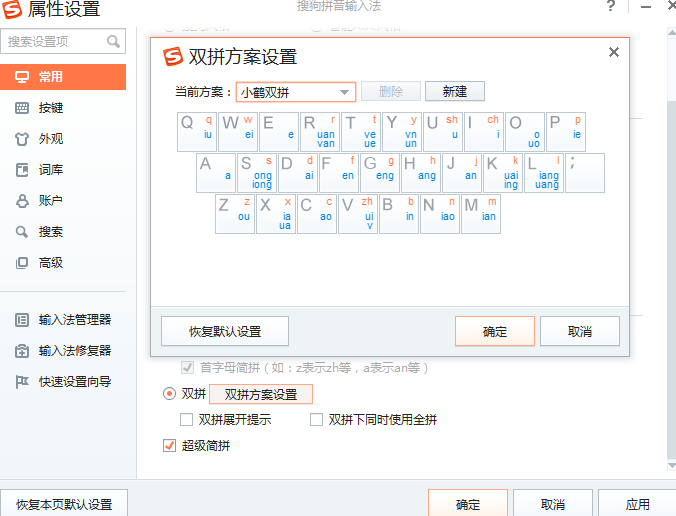 属性设置
搜狗拼音输入法
?
搜索设置项
常用
按键
外观
词库
账户
搜索
高级
输入法管理器
输入法修复器
快速设置向导
双拼方案设置
当前方案： 小鹤双拼 删除 新建
Q q iu W w ei E e R r uan van T t ve ue Y y vn un U sh u I ch i O o uo P p ie
A a S s ong iong D d ai F f en G g eng H h ang J j an K k uai ing L l iang uang ;
Z z ou X x ia ua C c ao V zh ui v B b in N n iao M m ian
恢复默认设置 确定 取消
首字母简拼（如：z表示zh等，a表示an等）
双拼 双拼方案设置
双拼展开提示 双拼下同时使用全拼
超级简拼
恢复本页默认设置 确定 取消 应用